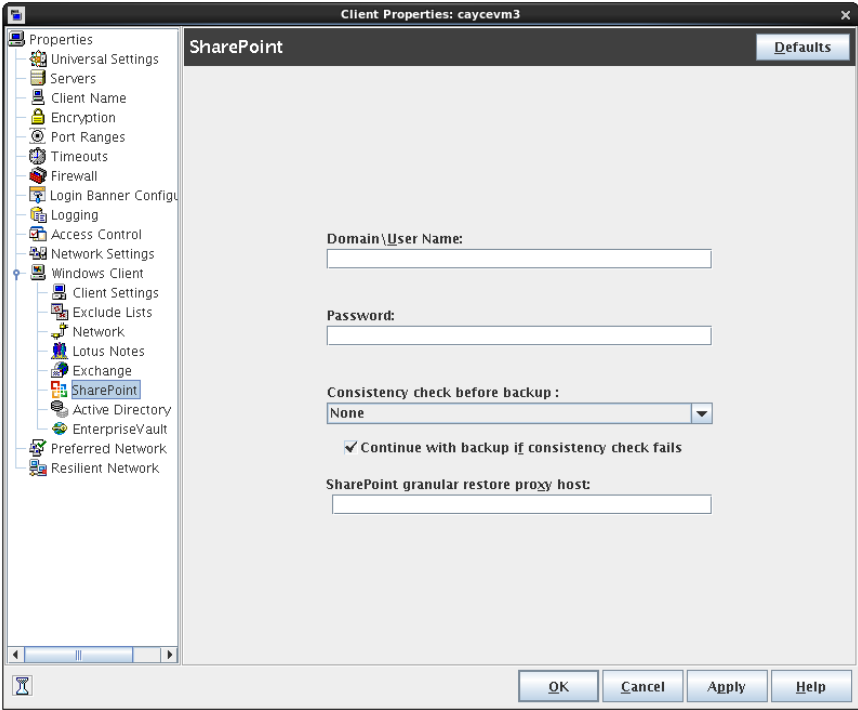 Client Properties: caycevm3
Properties
Universal Settings
Servers
Client Name
Encryption
Port Ranges
Timeouts
Firewall
Login Banner Configu
Logging
Access Control
Network Settings
Windows Client
Client Settings
Exclude Lists
Network
Lotus Notes
Exchange
SharePoint
Active Directory
EnterpriseVault
Preferred Network
Resilient Network
SharePoint
Defaults
Domain\User Name:
Password:
Consistency check before backup :
None
Continue with backup if consistency check fails
SharePoint granular restore proxy host:
OK Cancel Apply Help